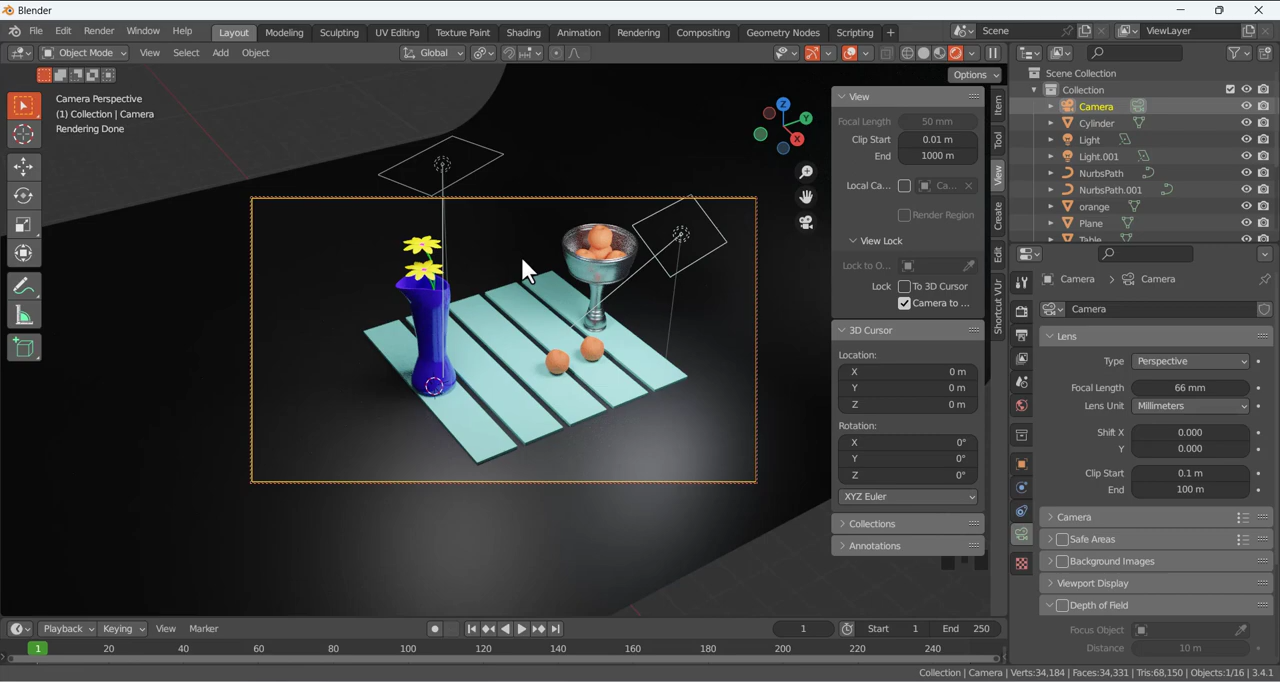 Blender
File Edit Render Window Help Layout Modeling Sculpting UV Editing Texture Paint Shading Animation Rendering Compositing Geometry Nodes Scripting + Scene ViewLayer
Object Mode View Select Add Object Global
Options
Camera Perspective
(1) Collection | Camera
Rendering Done
Z
Y
X
View
Focal Length 50 mm
Clip Start 0.01 m
End 1000 m
Local Ca... Ca...
Render Region
View Lock
Lock to O...
Lock To 3D Cursor
Camera to ...
3D Cursor
Location:
X 0 m
Y 0 m
Z 0 m
Rotation:
X 0°
Y 0°
Z 0°
XYZ Euler
Collections
Annotations
Item
Tool
View
Create
Edit
Shortcut VUr
Scene Collection
Collection
Camera
Cylinder
Light
Light.001
NurbsPath
NurbsPath.001
orange
Plane
Table
Camera Camera
Camera
Lens
Type Perspective
Focal Length 66 mm
Lens Unit Millimeters
Shift X 0.000
Y 0.000
Clip Start 0.1 m
End 100 m
Camera
Safe Areas
Background Images
Viewport Display
Depth of Field
Focus Object
Distance 10 m
Playback Keying View Marker 1 Start 1 End 250
1 20 40 60 80 100 120 140 160 180 200 220 240
Collection | Camera | Verts:34,184 | Faces:34,331 | Tris:68,150 | Objects:1/16 | 3.4.1